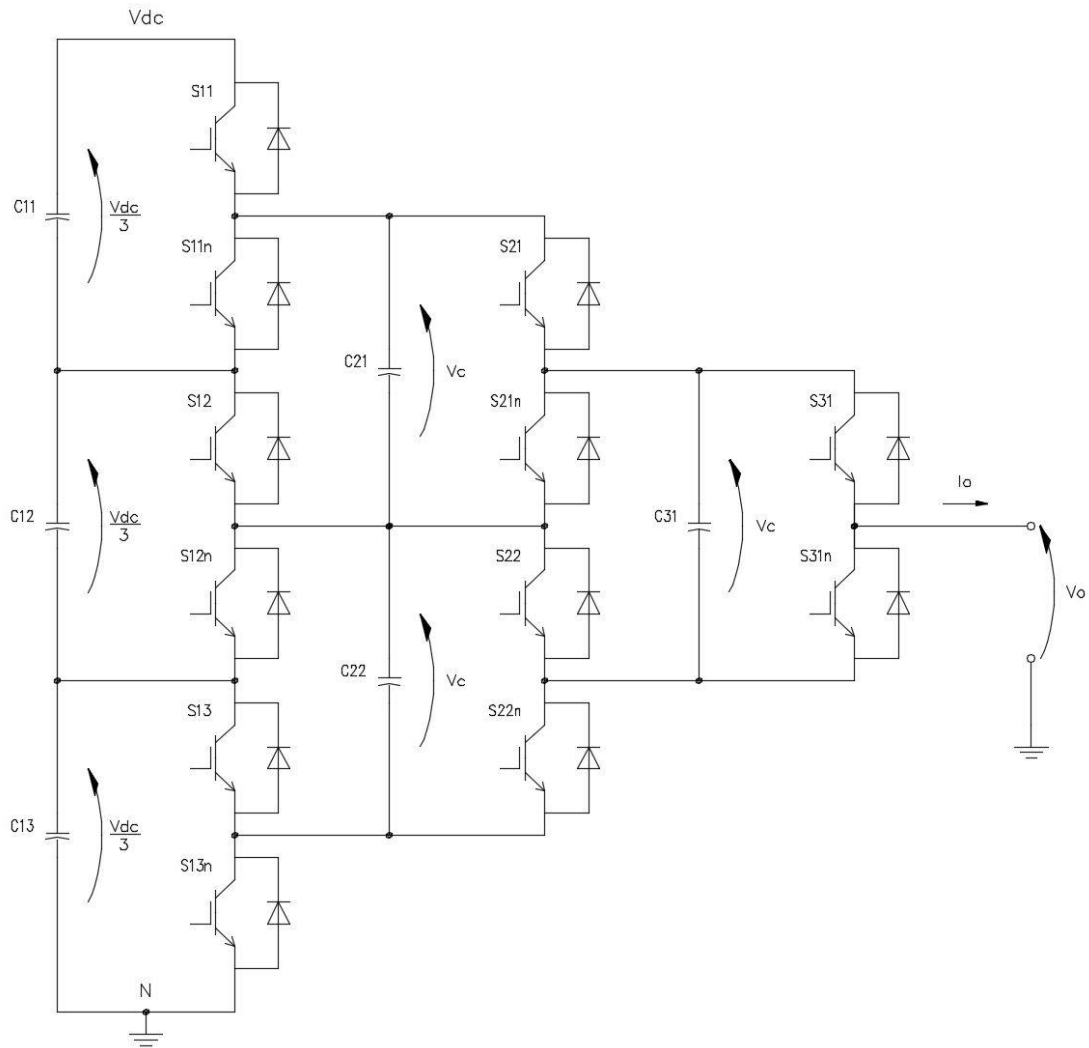 Vdc
S11
C11
Vdc
3
S11n
S21
C21
Vc
S12
S21n
S31
C12
Vdc
3
C31
Vc
Io
S12n
S22
S31n
Vo
C22
Vc
S13
S22n
C13
Vdc
3
S13n
N